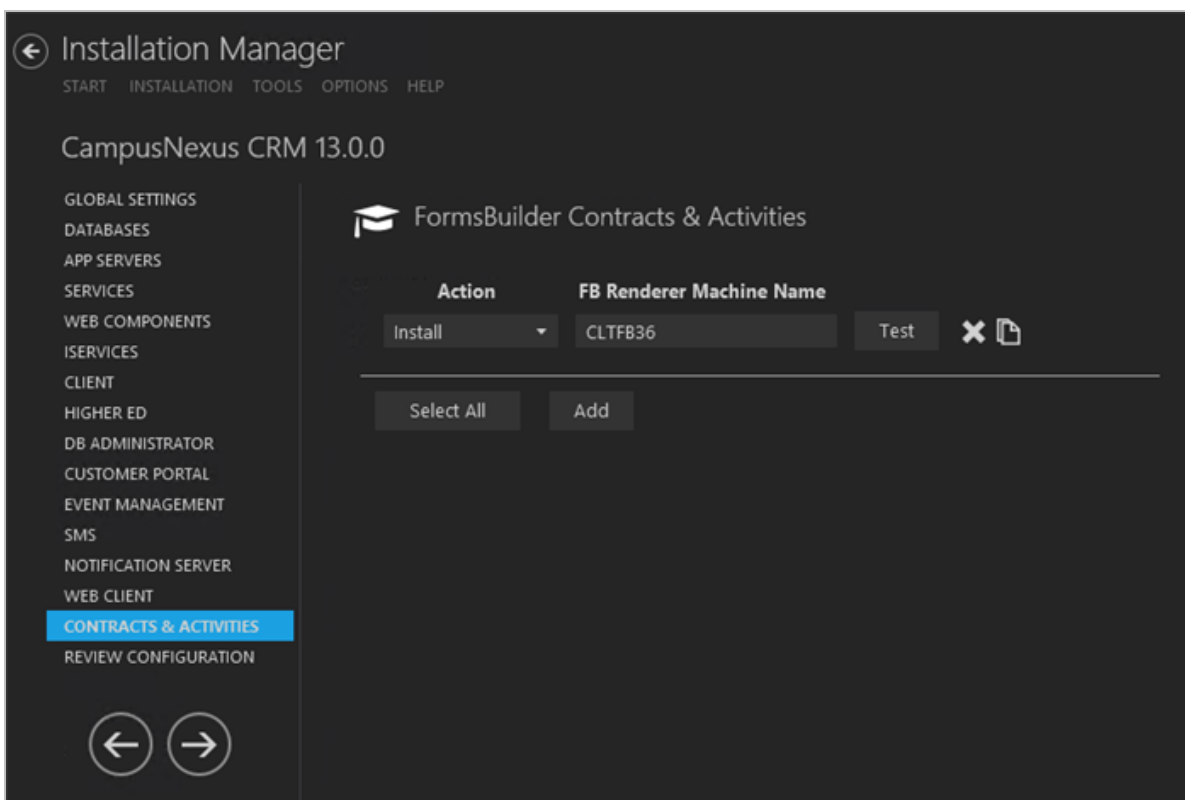 Installation Manager
START INSTALLATION TOOLS OPTIONS HELP
CampusNexus CRM 13.0.0
GLOBAL SETTINGS
DATABASES
APP SERVERS
SERVICES
WEB COMPONENTS
ISERVICES
CLIENT
HIGHER ED
DB ADMINISTRATOR
CUSTOMER PORTAL
EVENT MANAGEMENT
SMS
NOTIFICATION SERVER
WEB CLIENT
CONTRACTS & ACTIVITIES
REVIEW CONFIGURATION
FormsBuilder Contracts & Activities
Action FB Renderer Machine Name
Install CLTFB36 Test
Select All Add